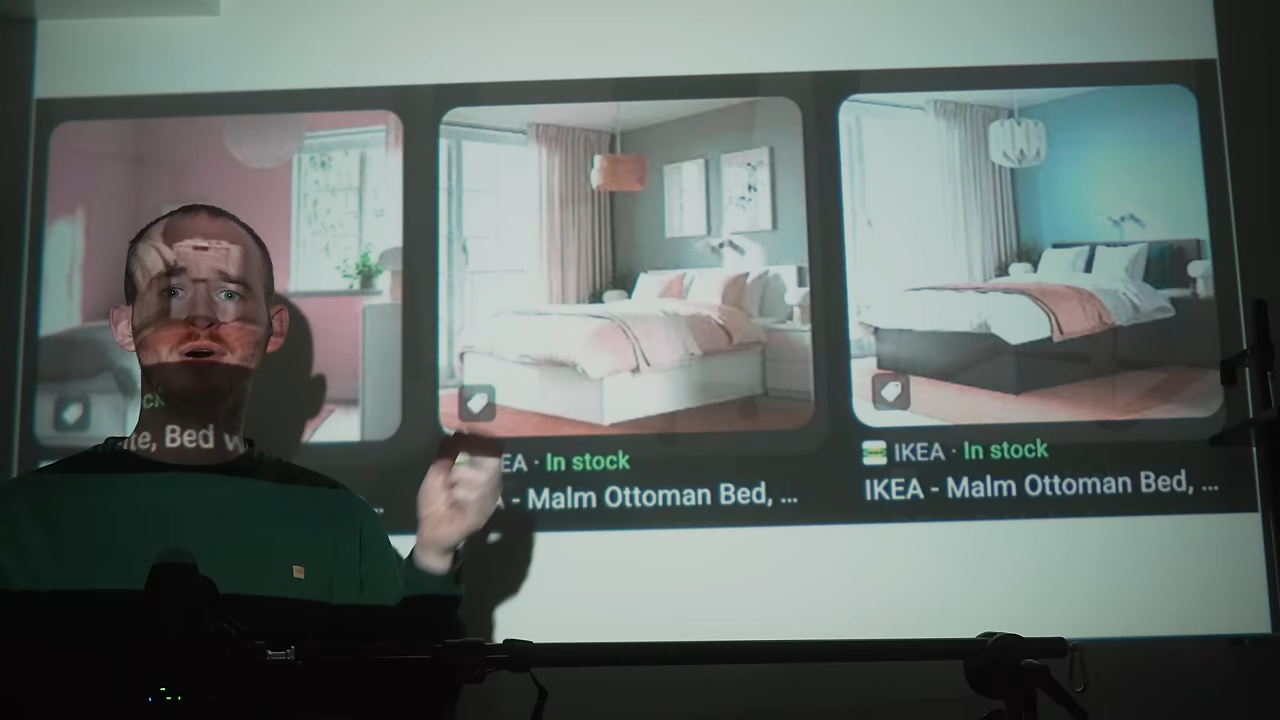 EA · In stock
- Malm Ottoman Bed, ...
IKEA · In stock
IKEA - Malm Ottoman Bed, ...
te, Bed w